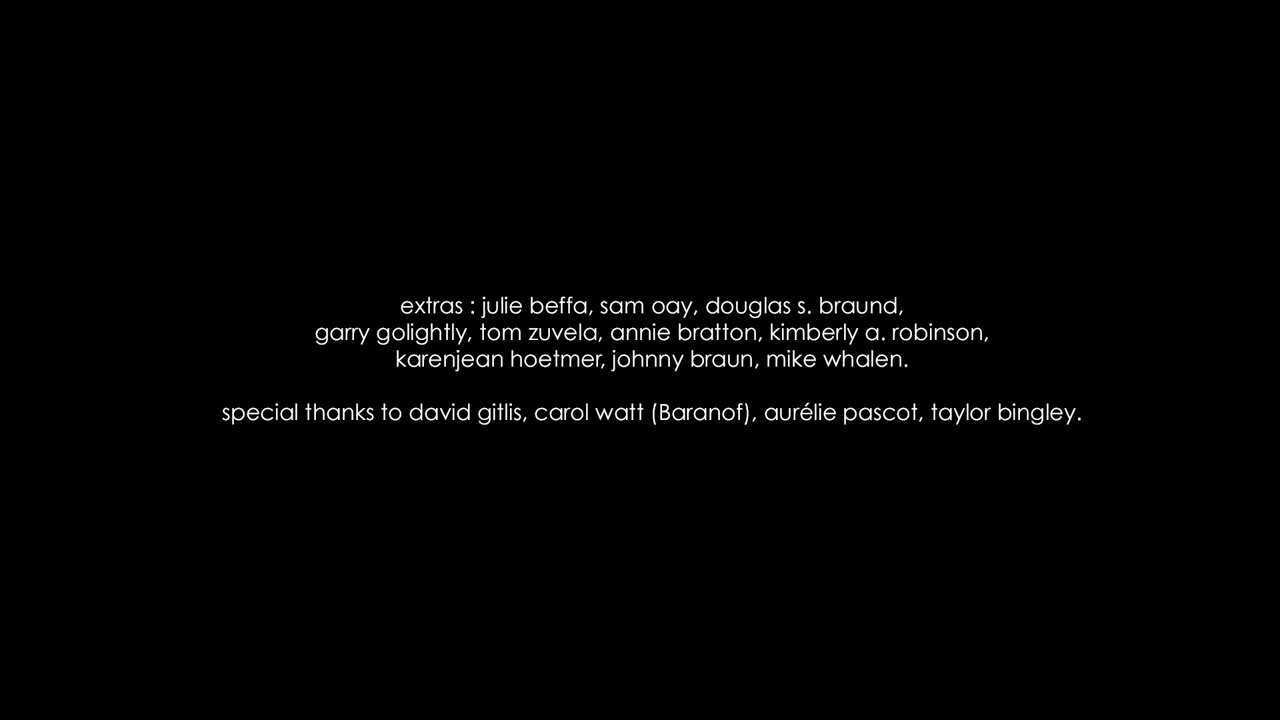 extras : julie beffa, sam oay, douglas s. braund,
garry golightly, tom zuvela, annie bratton, kimberly a. robinson,
karenjean hoetmer, johnny braun, mike whalen.
special thanks to david gitlis, carol watt (Baranof), aurélie pascot, taylor bingley.